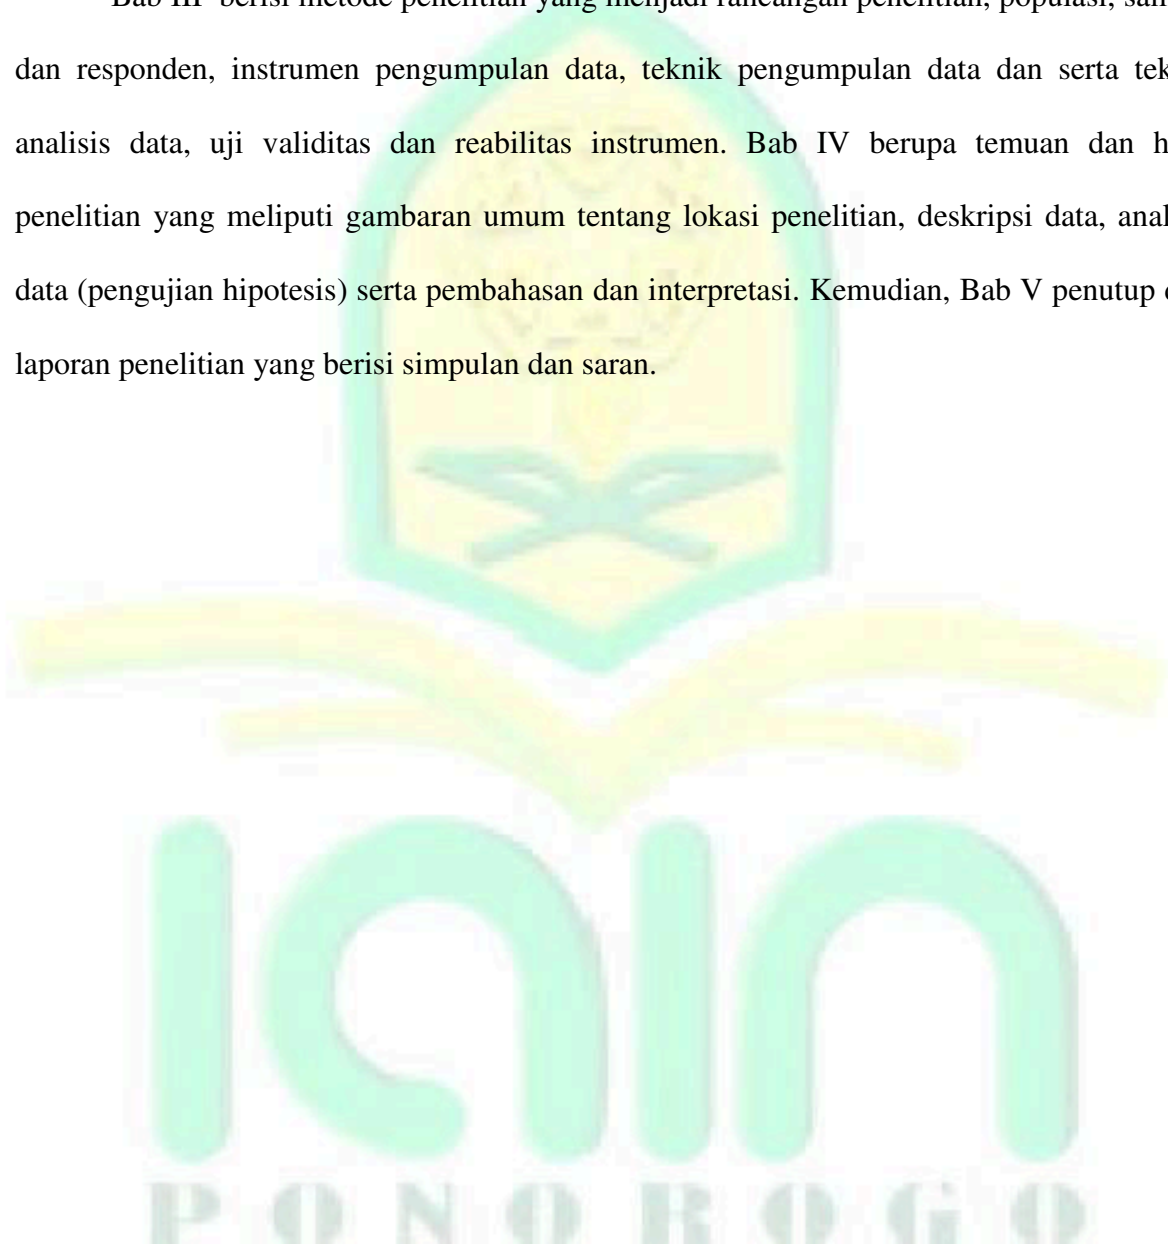 Bab III berisi metode penelitian yang menjadi rancangan penelitian, populasi,
dan responden, instrumen pengumpulan data, teknik pengumpulan data dan serta
analisis data, uji validitas dan reabilitas instrumen. Bab IV berupa temuan dan
penelitian yang meliputi gambaran umum tentang lokasi penelitian, deskripsi data,
data (pengujian hipotesis) serta pembahasan dan interpretasi. Kemudian, Bab V penutup
laporan penelitian yang berisi simpulan dan saran.
iain
PONOROGO